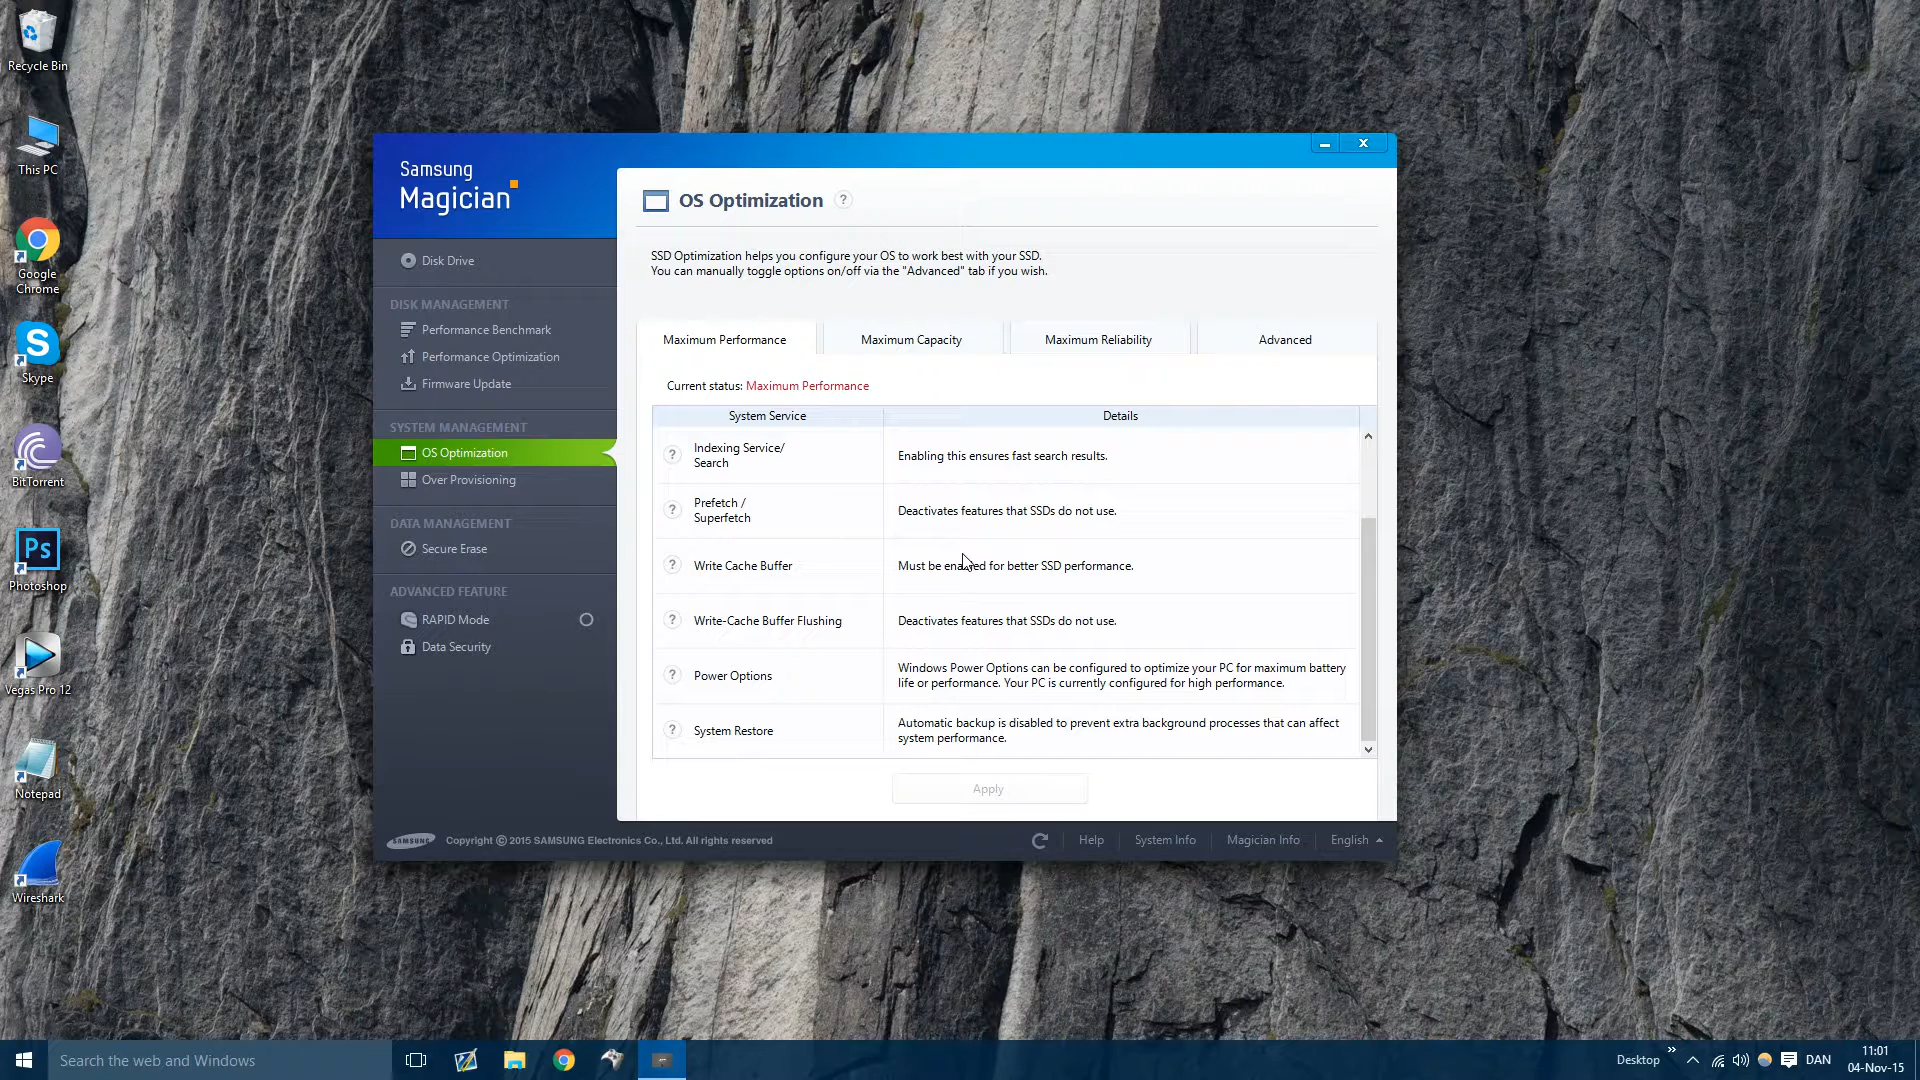 Recycle Bin
This PC
Google
Chrome
S
Skype
BitTorrent
Ps
Photoshop
Vegas Pro 12
Notepad
Wireshark
Samsung
Magician
Disk Drive
DISK MANAGEMENT
Performance Benchmark
Performance Optimization
Firmware Update
SYSTEM MANAGEMENT
OS Optimization
Over Provisioning
DATA MANAGEMENT
Secure Erase
ADVANCED FEATURE
RAPID Mode
Data Security
X
OS Optimization ?
SSD Optimization helps you configure your OS to work best with your SSD.
You can manually toggle options on/off via the "Advanced" tab if you wish.
Maximum Performance Maximum Capacity Maximum Reliability Advanced
Current status: Maximum Performance
System Service Details
? Indexing Service/
Search
Enabling this ensures fast search results.
? Prefetch /
Superfetch
Deactivates features that SSDs do not use.
? Write Cache Buffer
Must be enabled for better SSD performance.
? Write-Cache Buffer Flushing
Deactivates features that SSDs do not use.
? Power Options
Windows Power Options can be configured to optimize your PC for maximum battery
life or performance. Your PC is currently configured for high performance.
? System Restore
Automatic backup is disabled to prevent extra background processes that can affect
system performance.
Apply
SAMSUNG Copyright ⓒ 2015 SAMSUNG Electronics Co., Ltd. All rights reserved
Help System Info Magician Info English
Search the web and Windows
Desktop » DAN
11:01
04-Nov-15